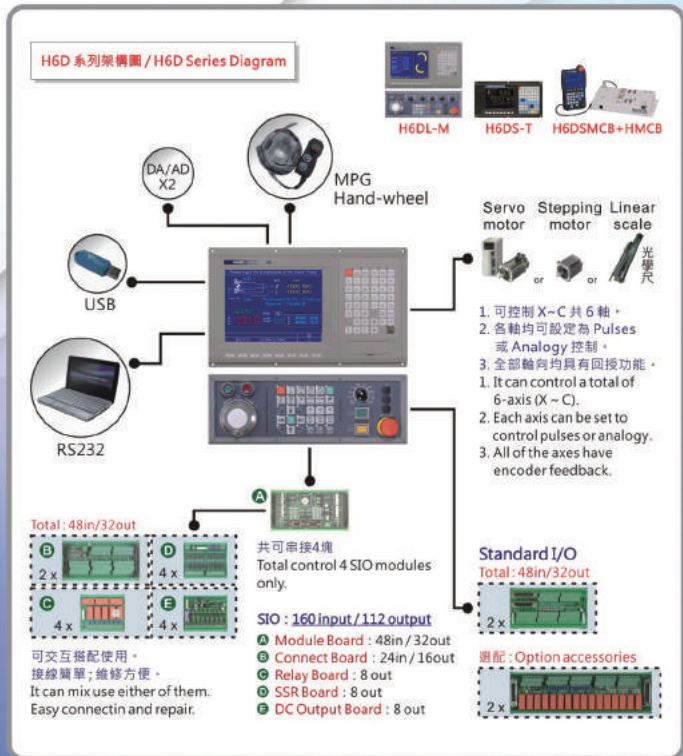 H6D 系列架構圖 / H6D Series Diagram
H6DL-M
H6DS-T
H6DSMCB+HMCB
DA/AD
X2
MPG
Hand-wheel
USB
RS232
Servo
motor
or
Stepping
motor
or
Linear
scale
光學尺
1. 可控制 X~C 共 6 軸。
2. 各軸均可設定為 Pulses
或 Analogy 控制。
3. 全部軸向均具有回授功能。
1. It can control a total of
6-axis (X ~ C).
2. Each axis can be set to
control pulses or analogy.
3. All of the axes have
encoder feedback.
A
共可串接4塊
Total control 4 SIO modules
only.
Total : 48in/32out
B
2 x
D
4 x
C
4 x
E
4 x
可交互搭配使用。
接線簡單;維修方便。
It can mix use either of them.
Easy connectin and repair.
SIO : 160 input / 112 output
A Module Board : 48in / 32out
B Connect Board : 24in / 16out
C Relay Board : 8 out
D SSR Board : 8 out
E DC Output Board : 8 out
Standard I/O
Total : 48in/32out
2 x
選配 : Option accessories
2 x